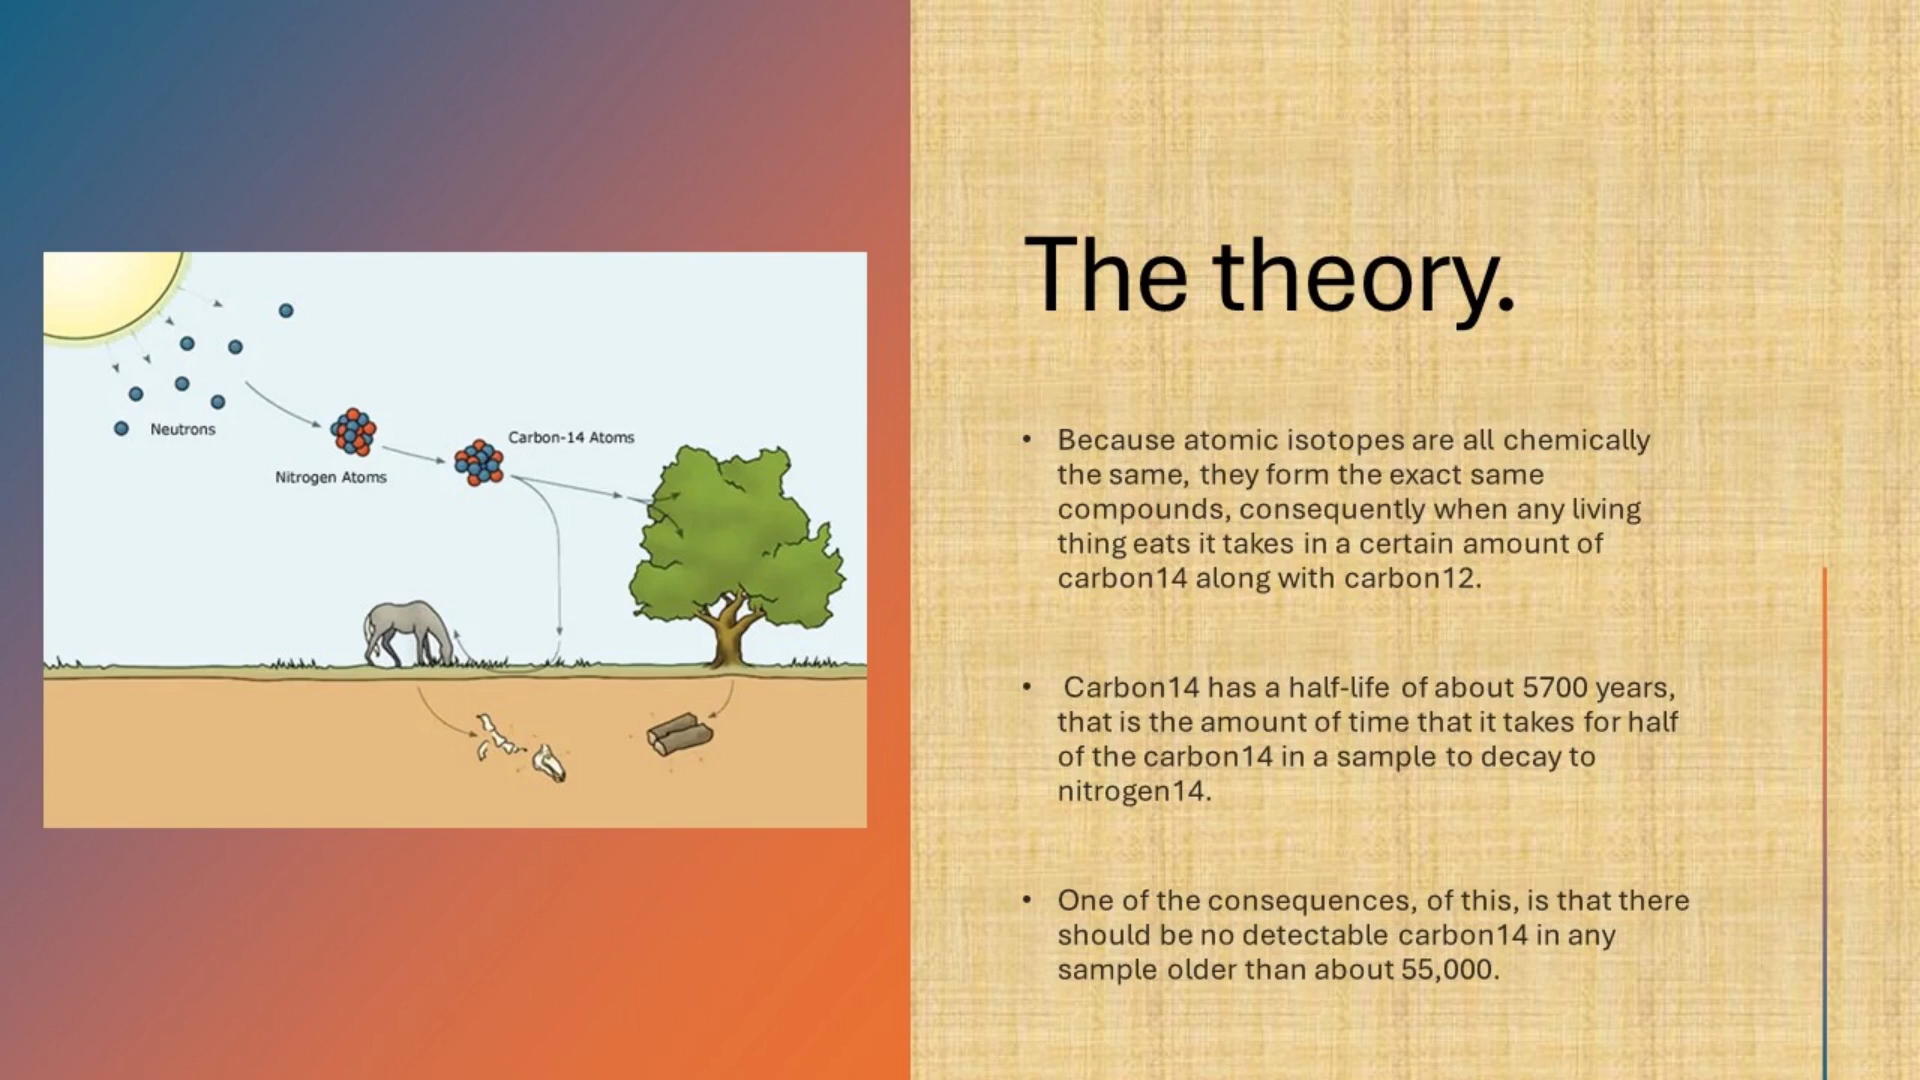 Neutrons
Nitrogen Atoms
Carbon-14 Atoms
The theory.
• Because atomic isotopes are all chemically
the same, they form the exact same
compounds, consequently when any living
thing eats it takes in a certain amount of
carbon14 along with carbon12.
• Carbon14 has a half-life of about 5700 years,
that is the amount of time that it takes for half
of the carbon14 in a sample to decay to
nitrogen14.
• One of the consequences, of this, is that there
should be no detectable carbon14 in any
sample older than about 55,000.